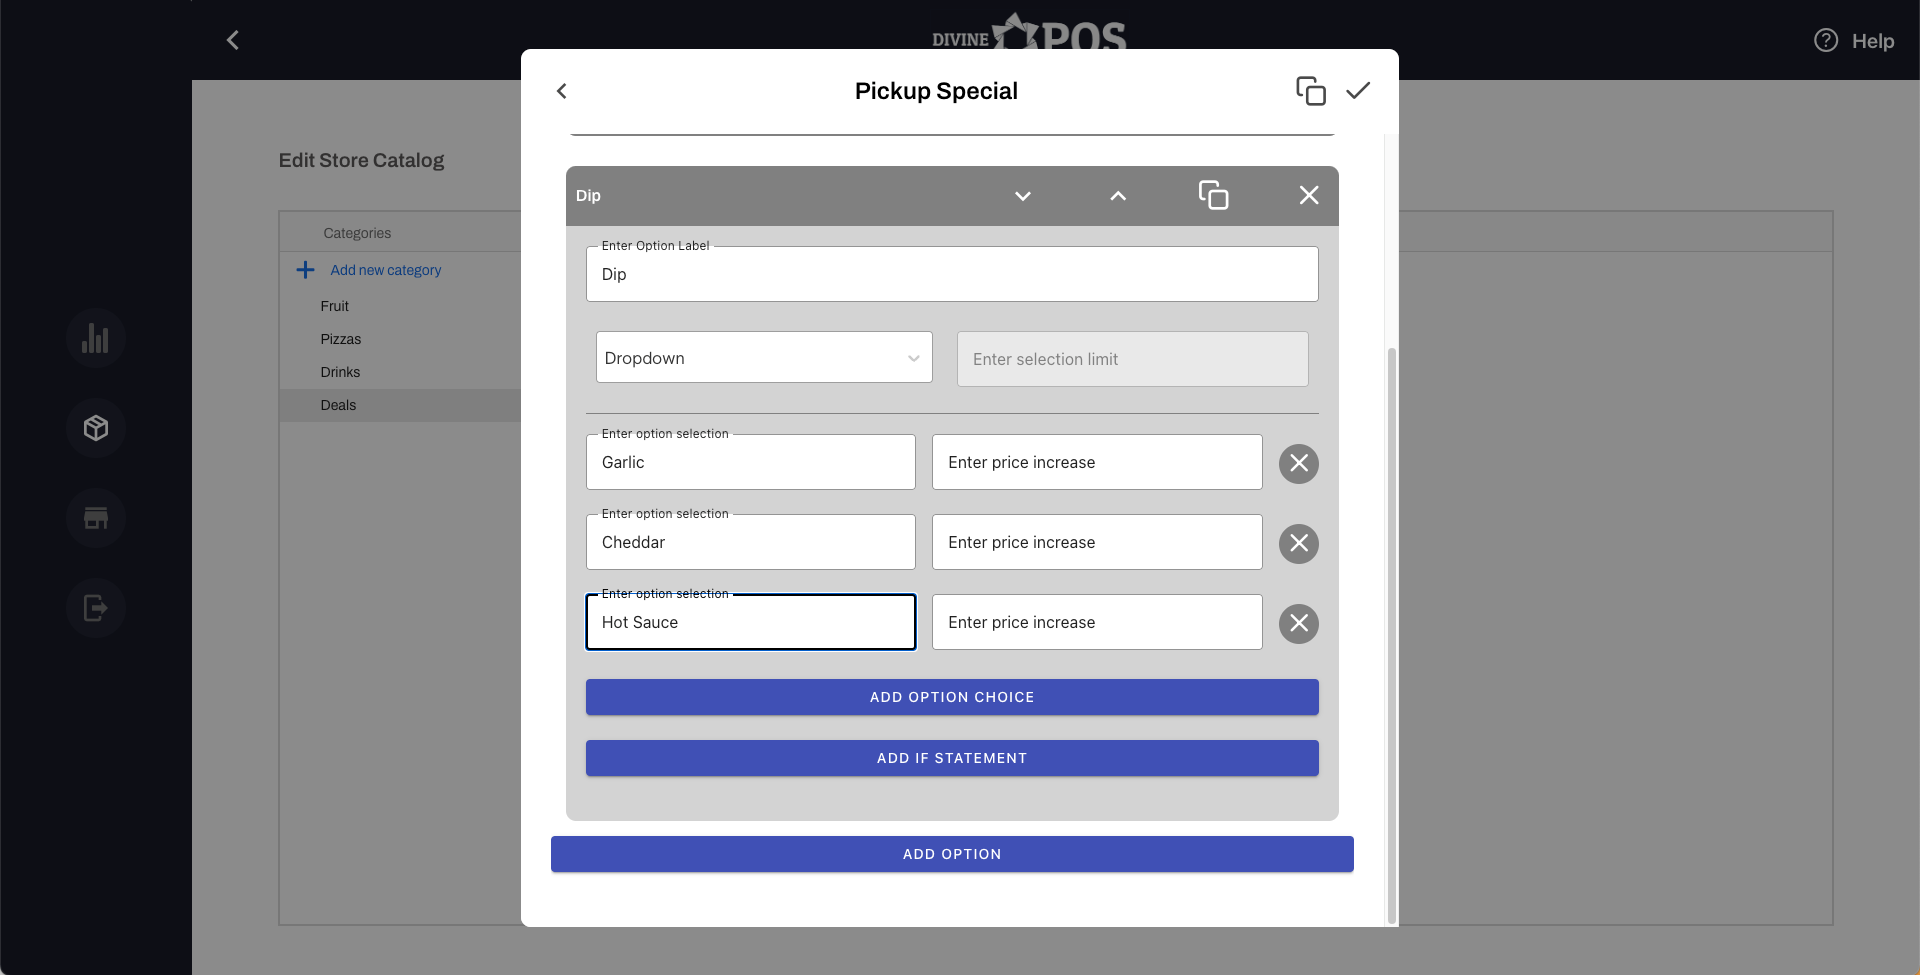 DIVINE POS
Help
Pickup Special
Edit Store Catalog
Categories
Add new category
Fruit
Pizzas
Drinks
Deals
Dip
Enter Option Label
Dip
Dropdown
Enter selection limit
Enter option selection
Garlic
Enter price increase
Enter option selection
Cheddar
Enter price increase
Enter option selection
Hot Sauce
Enter price increase
ADD OPTION CHOICE
ADD IF STATEMENT
ADD OPTION